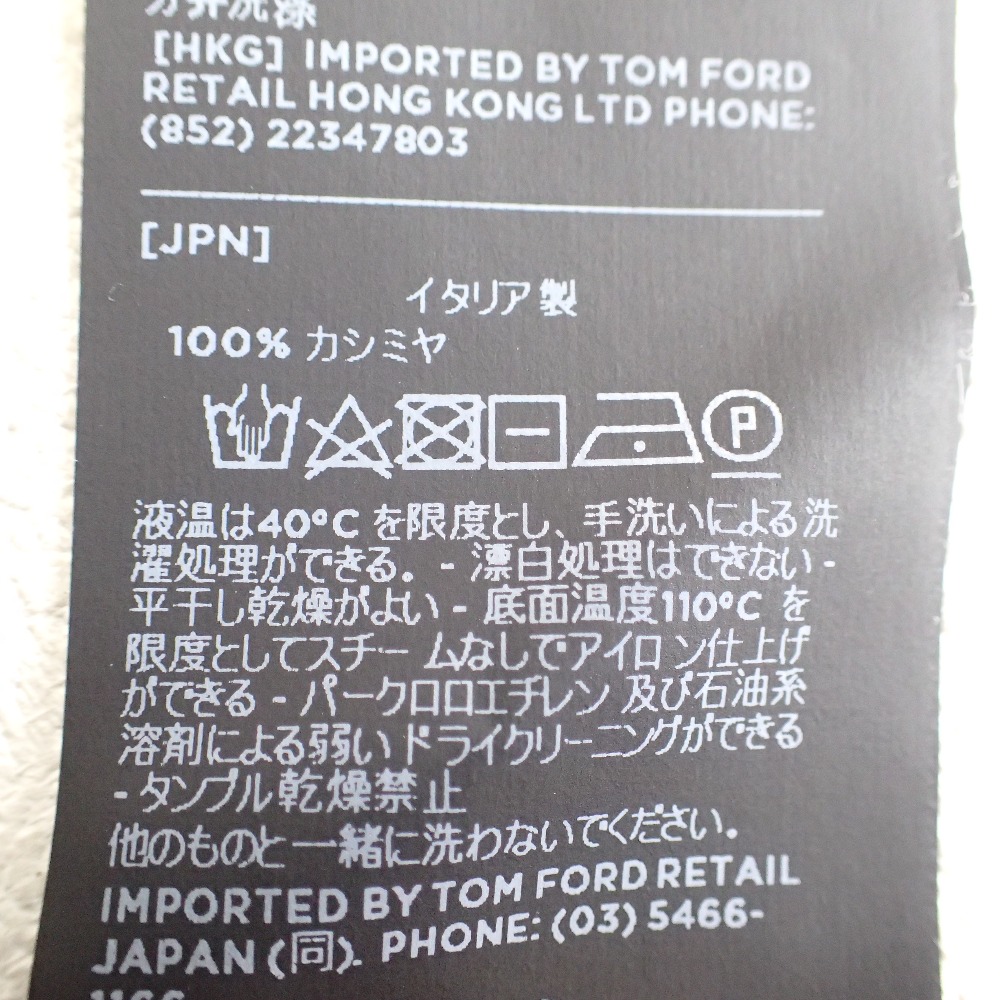 分开洗涤
[HKG] IMPORTED BY TOM FORD
RETAIL HONG KONG LTD PHONE:
(852) 22347803
[JPN]
イタリア製
100% カシミヤ
P
液温は40°C を限度とし、手洗いによる洗
濯処理ができる。 - 漂白処理はできない -
平干し乾燥がよい - 底面温度110°C を
限度としてスチー ムなしでアイロ ン仕上げ
ができる - パークロロエチレン 及び石油系
溶剤による弱い ドライクリーニングができる
- タンブル乾燥禁止
他のものと一緒に洗わないでください。
IMPORTED BY TOM FORD RETAIL
JAPAN (同). PHONE: (03) 5466-
1166